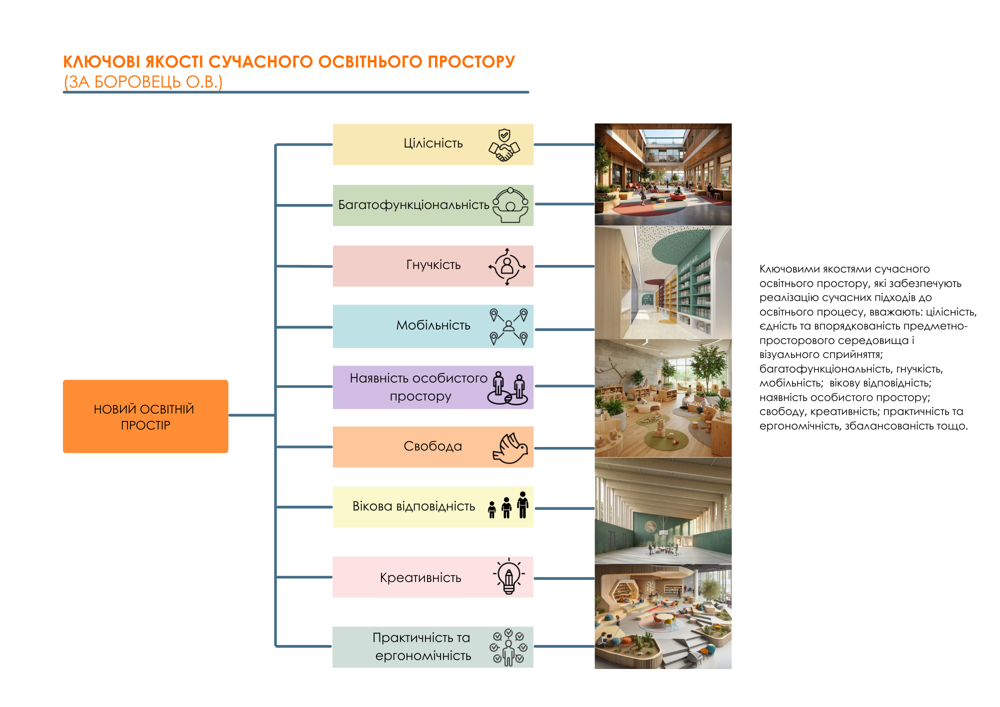 КЛЮЧОВІ ЯКОСТІ СУЧАСНОГО ОСВІТНЬОГО ПРОСТОРУ
(ЗА БОРОВЕЦЬ О.В.)
НОВИЙ ОСВІТНІЙ
ПРОСТІР
Цілісність
Багатофункціональність
Гнучкість
Мобільність
Наявність особистого
простору
Свобода
Вікова відповідність
Креативність
Практичність та
ергономічність
ANEMONE
Ключовими якостями сучасного
освітнього простору, які забезпечують
реалізацію сучасних підходів до
освітнього процесу, вважають: цілісність,
єдність та впорядкованість предметно-
просторового середовища і
візуального сприйняття;
багатофункціональність, гнучкість,
мобільність;  вікову відповідність;
наявність особистого простору;
свободу, креативність; практичність та
ергономічність, збалансованість тощо.